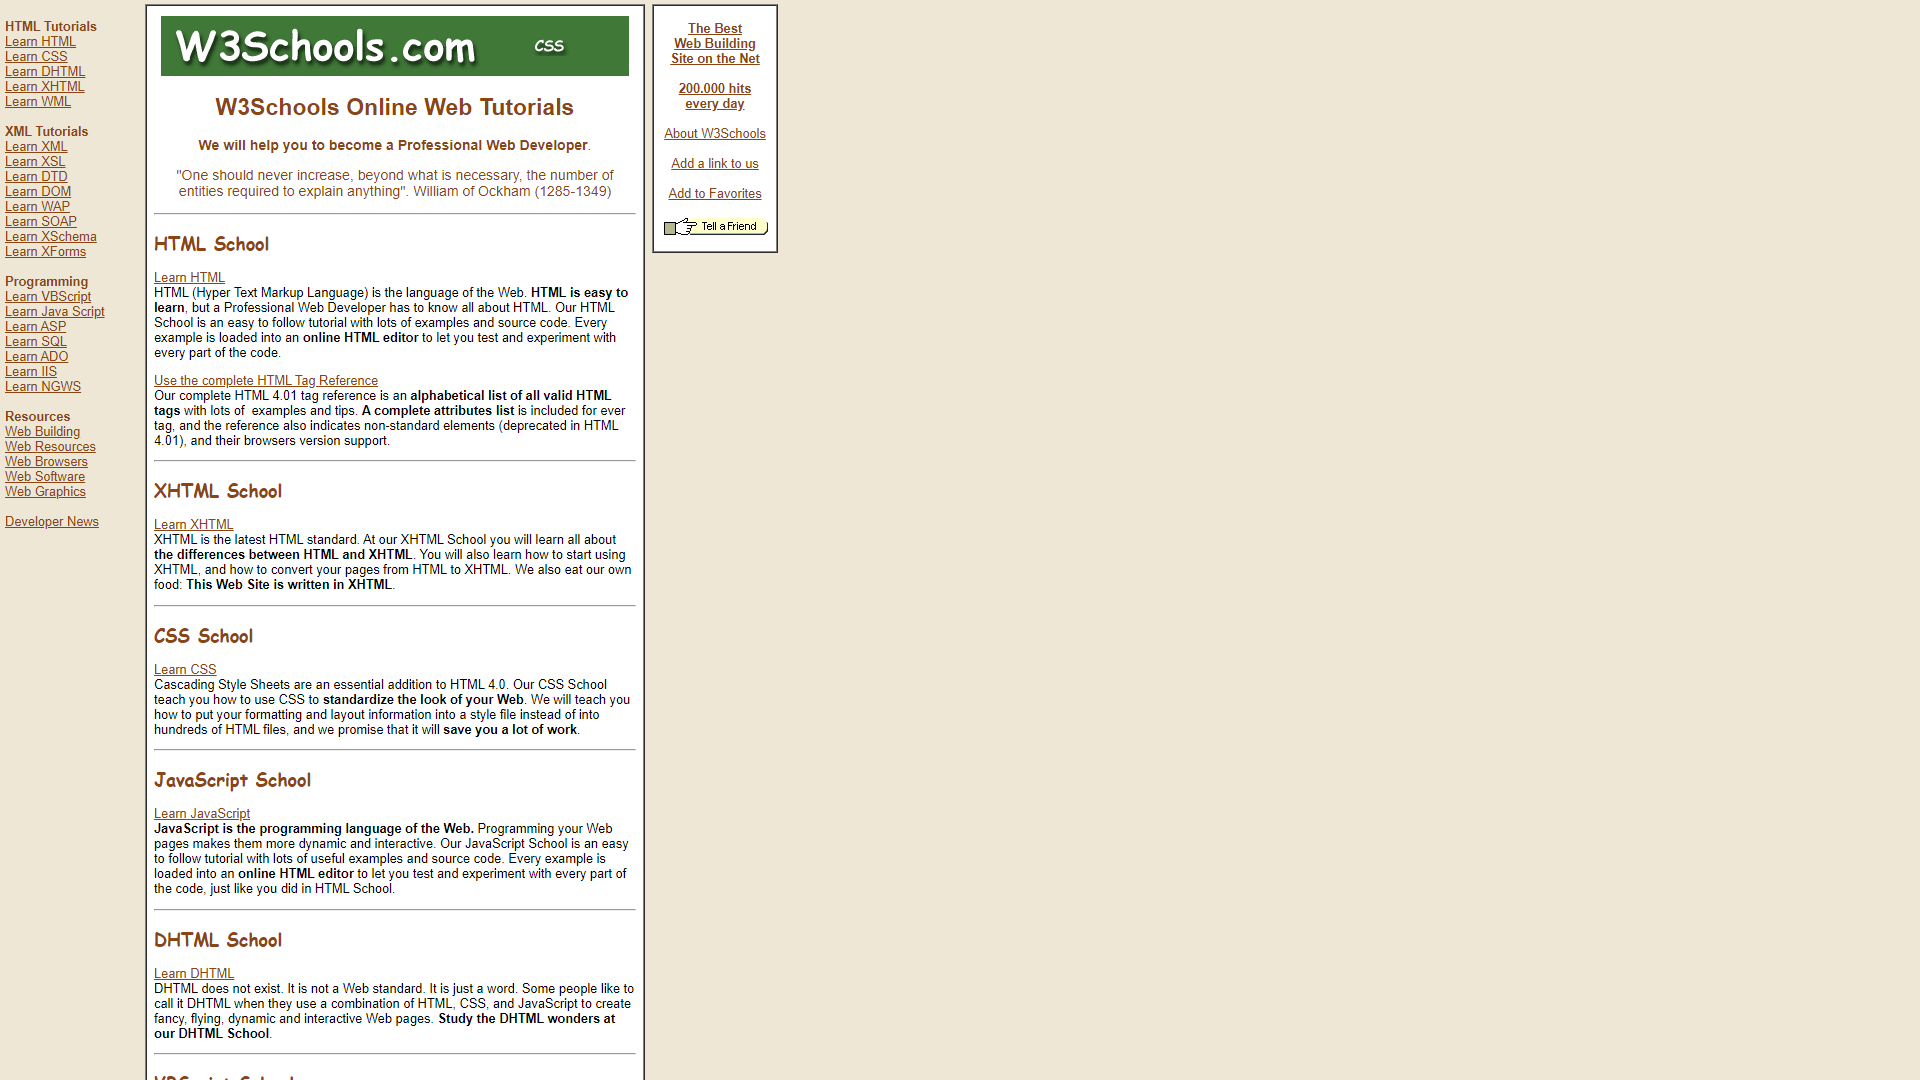 HTML Tutorials
Learn HTML
Learn CSS
Learn DHTML
Learn XHTML
Learn WML
XML Tutorials
Learn XML
Learn XSL
Learn DTD
Learn DOM
Learn WAP
Learn SOAP
Learn XSchema
Learn XForms
Programming
Learn VBScript
Learn Java Script
Learn ASP
Learn SQL
Learn ADO
Learn IIS
Learn NGWS
Resources
Web Building
Web Resources
Web Browsers
Web Software
Web Graphics
Developer News
W3Schools.com CSS
W3Schools Online Web Tutorials
We will help you to become a Professional Web Developer.
"One should never increase, beyond what is necessary, the number of
entities required to explain anything". William of Ockham (1285-1349)
HTML School
Learn HTML
HTML (Hyper Text Markup Language) is the language of the Web. HTML is easy to
learn, but a Professional Web Developer has to know all about HTML. Our HTML
School is an easy to follow tutorial with lots of examples and source code. Every
example is loaded into an online HTML editor to let you test and experiment with
every part of the code.
Use the complete HTML Tag Reference
Our complete HTML 4.01 tag reference is an alphabetical list of all valid HTML
tags with lots of  examples and tips. A complete attributes list is included for ever
tag, and the reference also indicates non-standard elements (deprecated in HTML
4.01), and their browsers version support.
XHTML School
Learn XHTML
XHTML is the latest HTML standard. At our XHTML School you will learn all about
the differences between HTML and XHTML. You will also learn how to start using
XHTML, and how to convert your pages from HTML to XHTML. We also eat our own
food: This Web Site is written in XHTML.
CSS School
Learn CSS
Cascading Style Sheets are an essential addition to HTML 4.0. Our CSS School
teach you how to use CSS to standardize the look of your Web. We will teach you
how to put your formatting and layout information into a style file instead of into
hundreds of HTML files, and we promise that it will save you a lot of work.
JavaScript School
Learn JavaScript
JavaScript is the programming language of the Web. Programming your Web
pages makes them more dynamic and interactive. Our JavaScript School is an easy
to follow tutorial with lots of useful examples and source code. Every example is
loaded into an online HTML editor to let you test and experiment with every part of
the code, just like you did in HTML School.
DHTML School
Learn DHTML
DHTML does not exist. It is not a Web standard. It is just a word. Some people like to
call it DHTML when they use a combination of HTML, CSS, and JavaScript to create
fancy, flying, dynamic and interactive Web pages. Study the DHTML wonders at
our DHTML School.
VBScript School
The Best
Web Building
Site on the Net
200.000 hits
every day
About W3Schools
Add a link to us
Add to Favorites
Tell a Friend